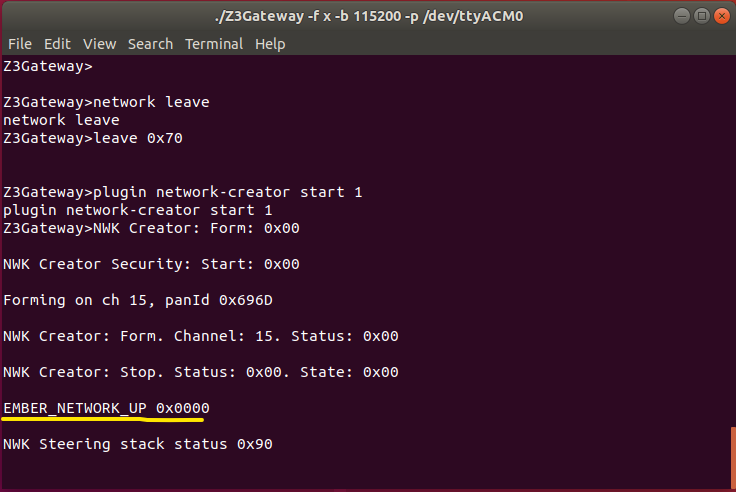 ./Z3Gateway -f x -b 115200 -p /dev/ttyACM0
File Edit View Search Terminal Help
Z3Gateway>
Z3Gateway>network leave
network leave
Z3Gateway>leave 0x70
Z3Gateway>plugin network-creator start 1
plugin network-creator start 1
Z3Gateway>NWK Creator: Form: 0x00
NWK Creator Security: Start: 0x00
Forming on ch 15, panId 0x696D
NWK Creator: Form. Channel: 15. Status: 0x00
NWK Creator: Stop. Status: 0x00. State: 0x00
EMBER_NETWORK_UP 0x0000
NWK Steering stack status 0x90